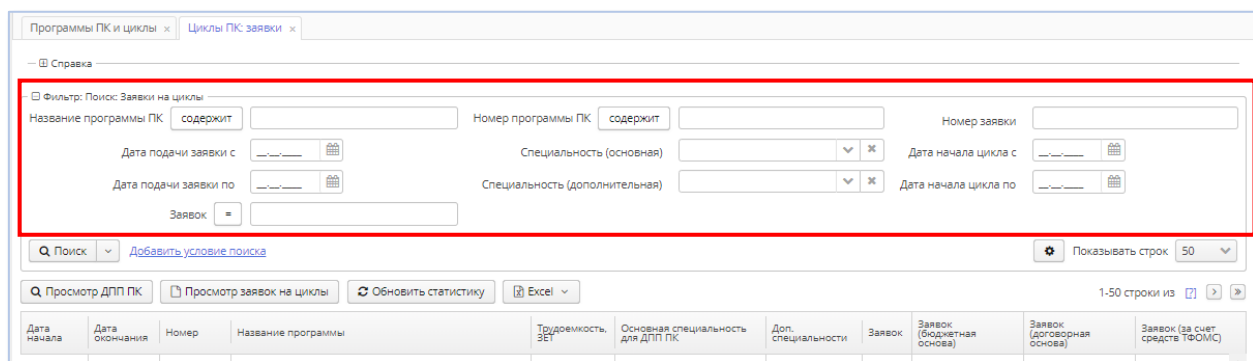 Программы ПК и циклы × Циклы ПК: заявки ×
Справка
Фильтр: Поиск: Заявки на циклы
Название программы ПК содержит Номер программы ПК содержит Номер заявки
Дата подачи заявки с __.__.____ Специальность (основная) Дата начала цикла с __.__.____
Дата подачи заявки по __.__.____ Специальность (дополнительная) Дата начала цикла по __.__.____
Заявок =
Поиск Добавить условие поиска Показывать строк 50
Просмотр ДПП ПК Просмотр заявок на циклы Обновить статистику Excel 1-50 строки из [?] > »
Дата начала Дата окончания Номер Название программы Трудоемкость, ЗЕТ Основная специальность для ДПП ПК Доп. специальности Заявок Заявок (бюджетная основа) Заявок (договорная основа) Заявок (за счет средств ТФОМС)